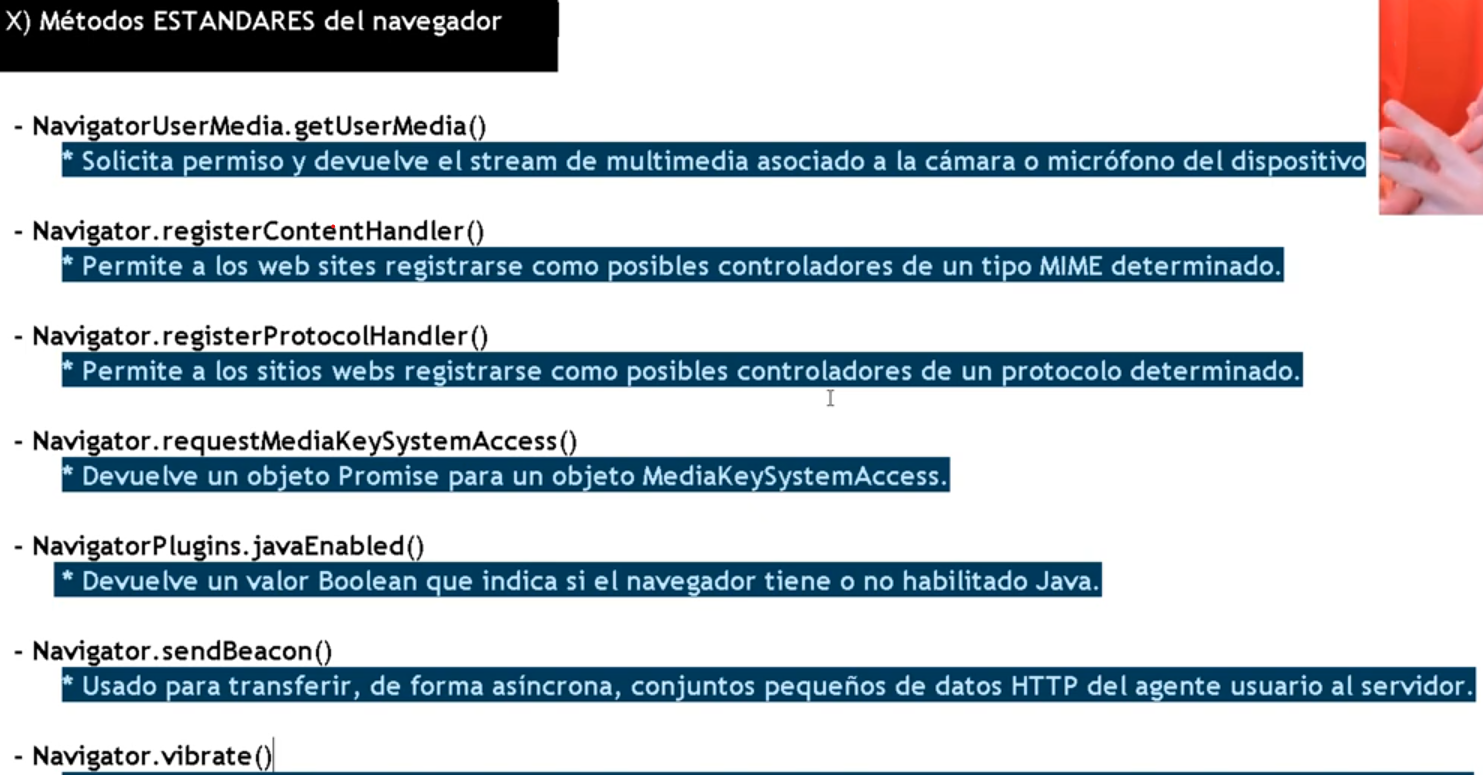 X) Métodos ESTANDARES del navegador
- NavigatorUserMedia.getUserMedia()
* Solicita permiso y devuelve el stream de multimedia asociado a la cámara o micrófono del dispositivo
- Navigator.registerContentHandler()
* Permite a los web sites registrarse como posibles controladores de un tipo MIME determinado.
- Navigator.registerProtocolHandler()
* Permite a los sitios webs registrarse como posibles controladores de un protocolo determinado.
- Navigator.requestMediaKeySystemAccess()
* Devuelve un objeto Promise para un objeto MediaKeySystemAccess.
- NavigatorPlugins.javaEnabled()
* Devuelve un valor Boolean que indica si el navegador tiene o no habilitado Java.
- Navigator.sendBeacon()
* Usado para transferir, de forma asíncrona, conjuntos pequeños de datos HTTP del agente usuario al servidor.
- Navigator.vibrate()